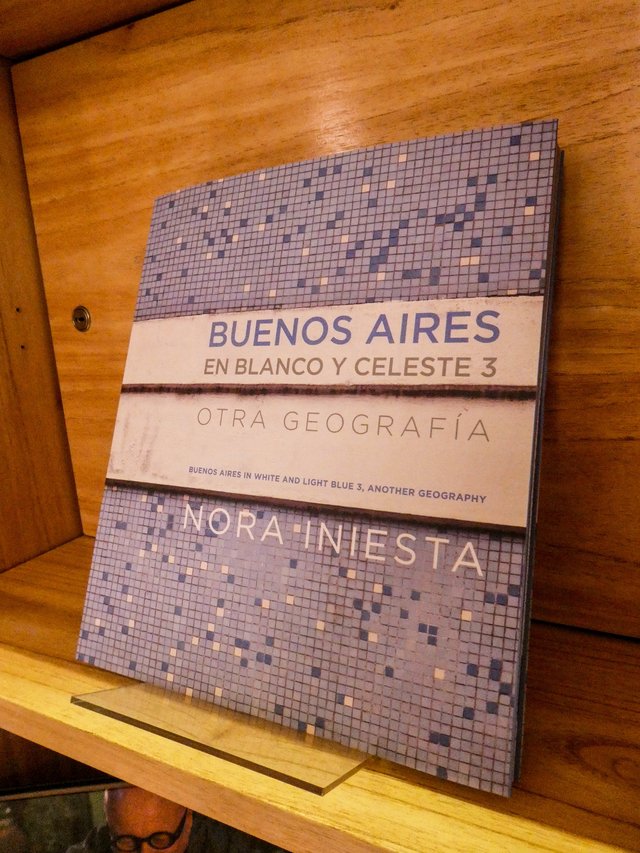 BUENOS AIRES
EN BLANCO Y CELESTE 3
OTRA GEOGRAFÍA
BUENOS AIRES IN WHITE AND LIGHT BLUE 3, ANOTHER GEOGRAPHY
NORA INIESTA